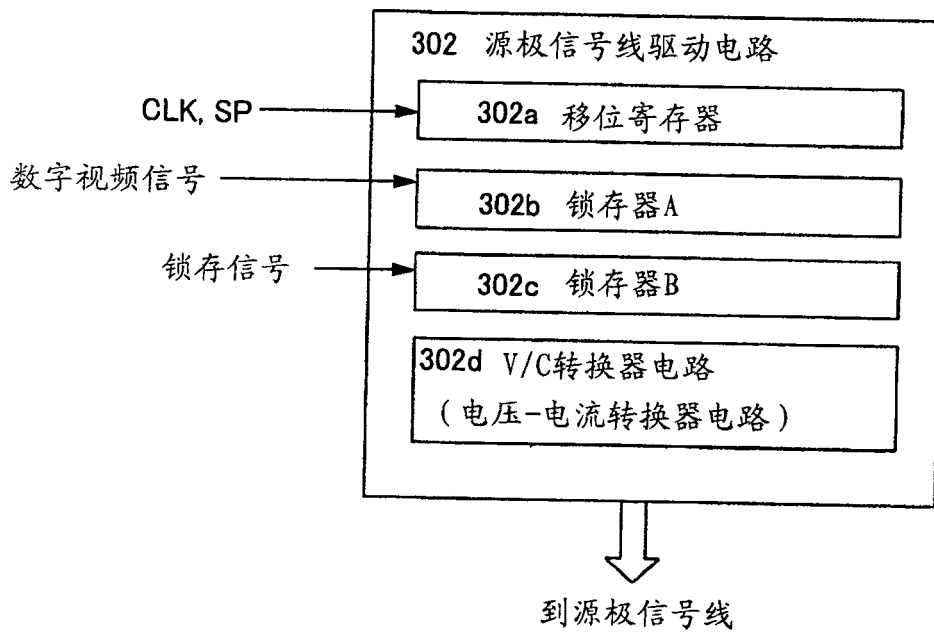 302 源极信号线驱动电路
CLK, SP
302a 移位寄存器
数字视频信号
302b 锁存器A
锁存信号
302c 锁存器B
302d V/C转换器电路
(电压-电流转换器电路)
到源极信号线